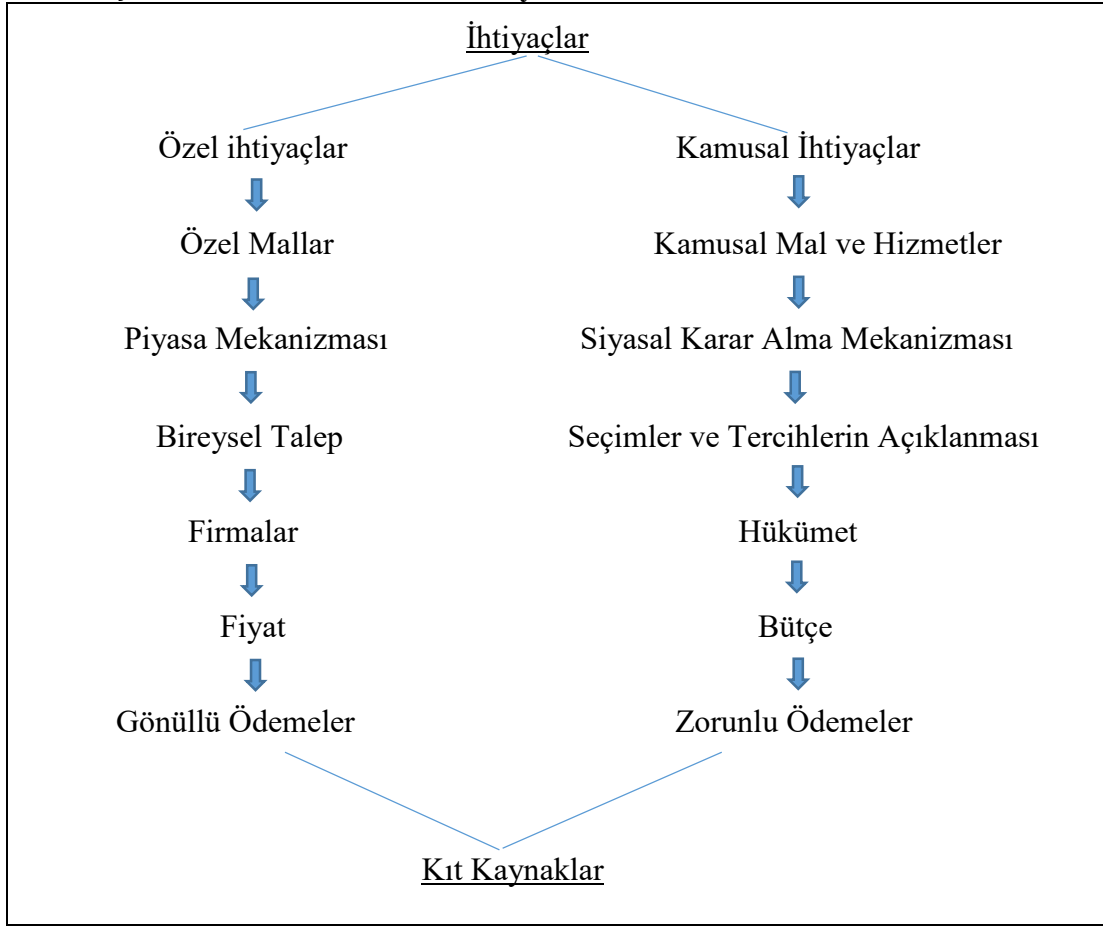 İhtiyaçlar
Özel ihtiyaçlar
Kamusal İhtiyaçlar
Özel Mallar
Kamusal Mal ve Hizmetler
Piyasa Mekanizması
Siyasal Karar Alma Mekanizması
Bireysel Talep
Seçimler ve Tercihlerin Açıklanması
Firmalar
Hükümet
Fiyat
Bütçe
Gönüllü Ödemeler
Zorunlu Ödemeler
Kıt Kaynaklar